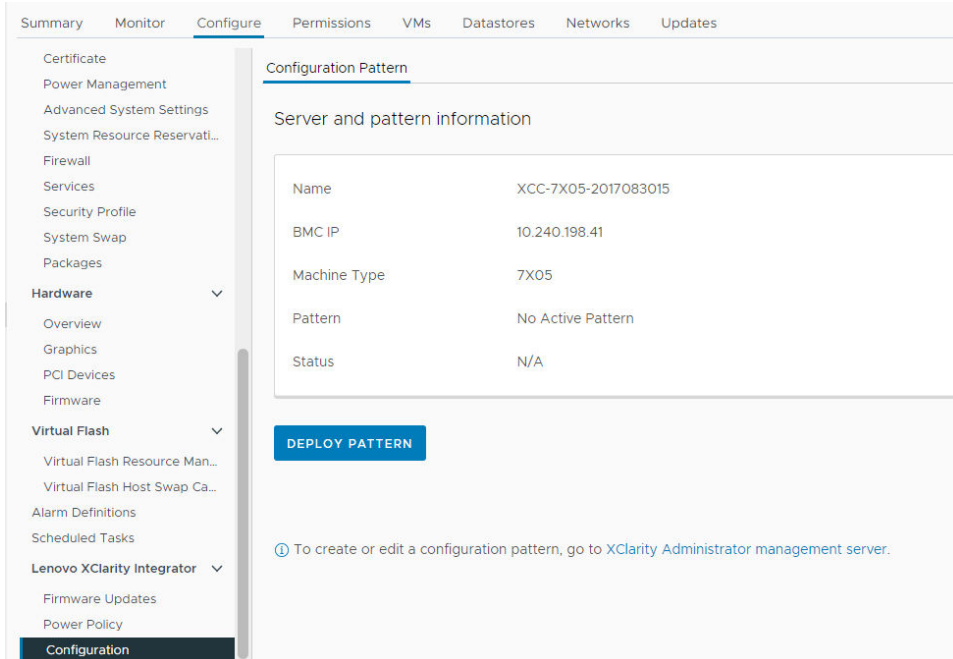 Summary Monitor Configure Permissions VMs Datastores Networks Updates
Certificate
Power Management
Advanced System Settings
System Resource Reservati...
Firewall
Services
Security Profile
System Swap
Packages
Hardware
Overview
Graphics
PCI Devices
Firmware
Virtual Flash
Virtual Flash Resource Man...
Virtual Flash Host Swap Ca...
Alarm Definitions
Scheduled Tasks
Lenovo XClarity Integrator
Firmware Updates
Power Policy
Configuration
Configuration Pattern
Server and pattern information
Name XCC-7X05-2017083015
BMC IP 10.240.198.41
Machine Type 7X05
Pattern No Active Pattern
Status N/A
DEPLOY PATTERN
To create or edit a configuration pattern, go to XClarity Administrator management server.